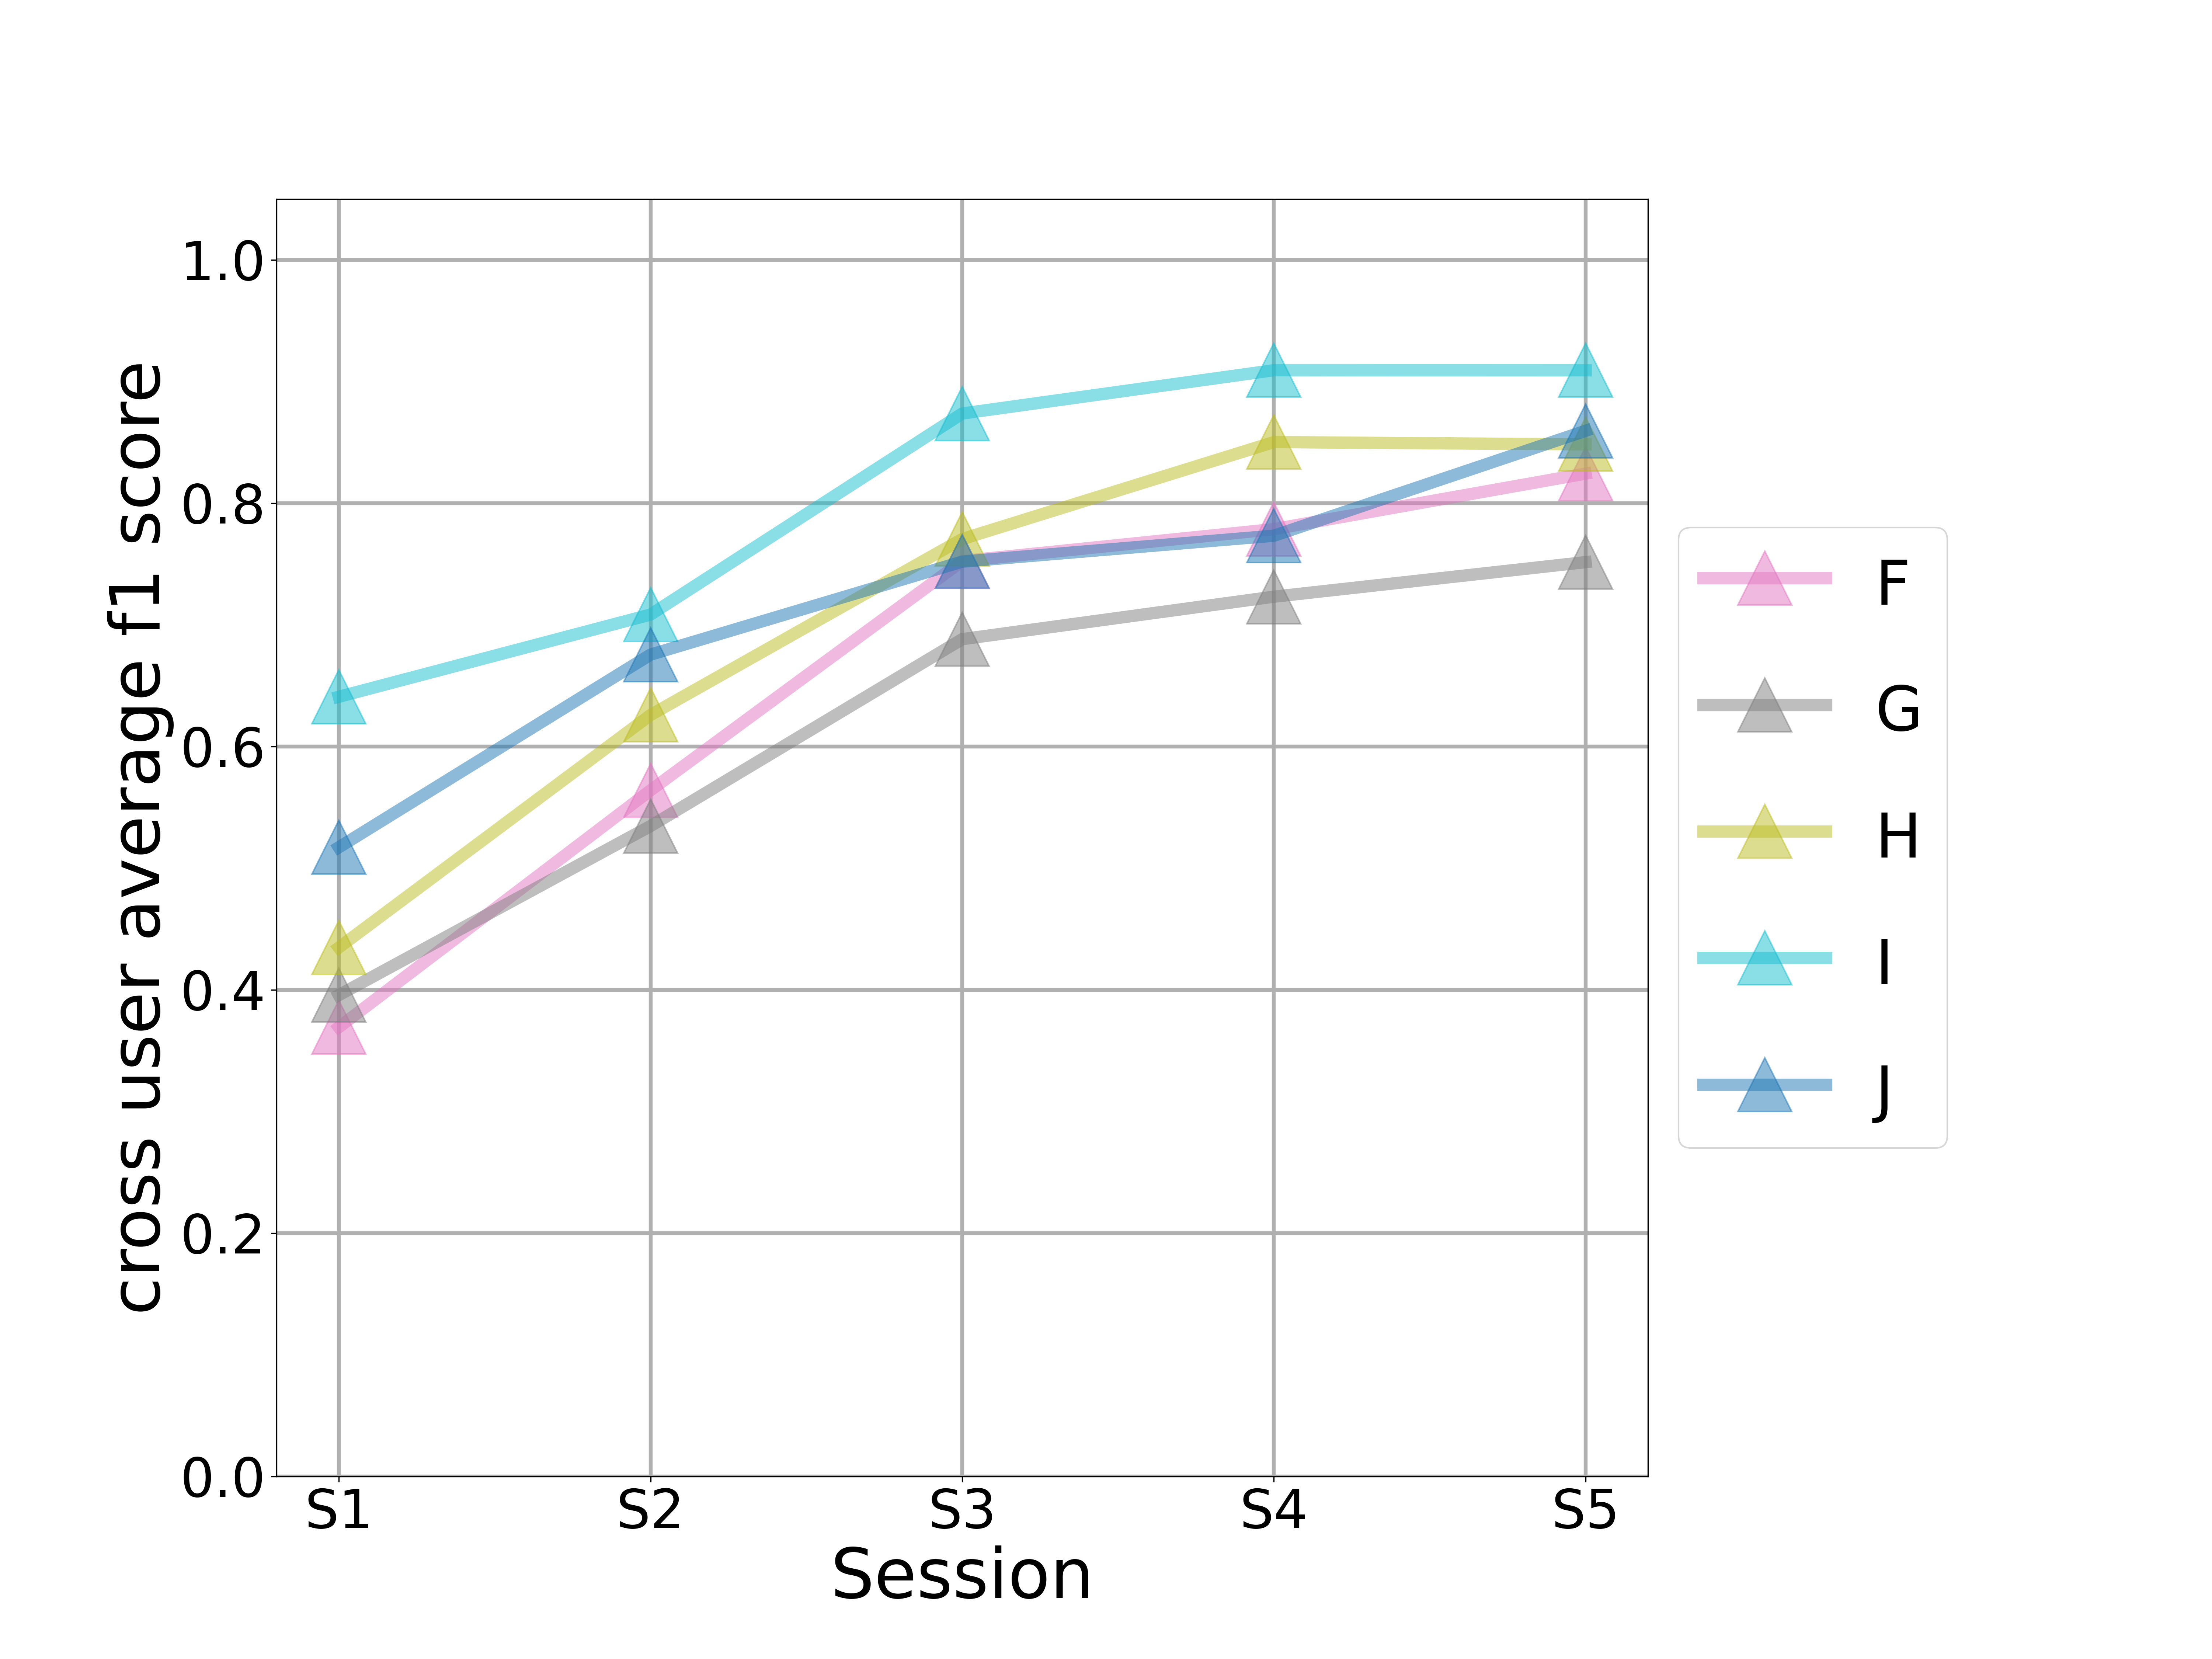 cross user average f1 score
1.0
0.8
0.6
0.4
0.2
0.0
S1 S2 S3 S4 S5
Session
F
G
H
I
J